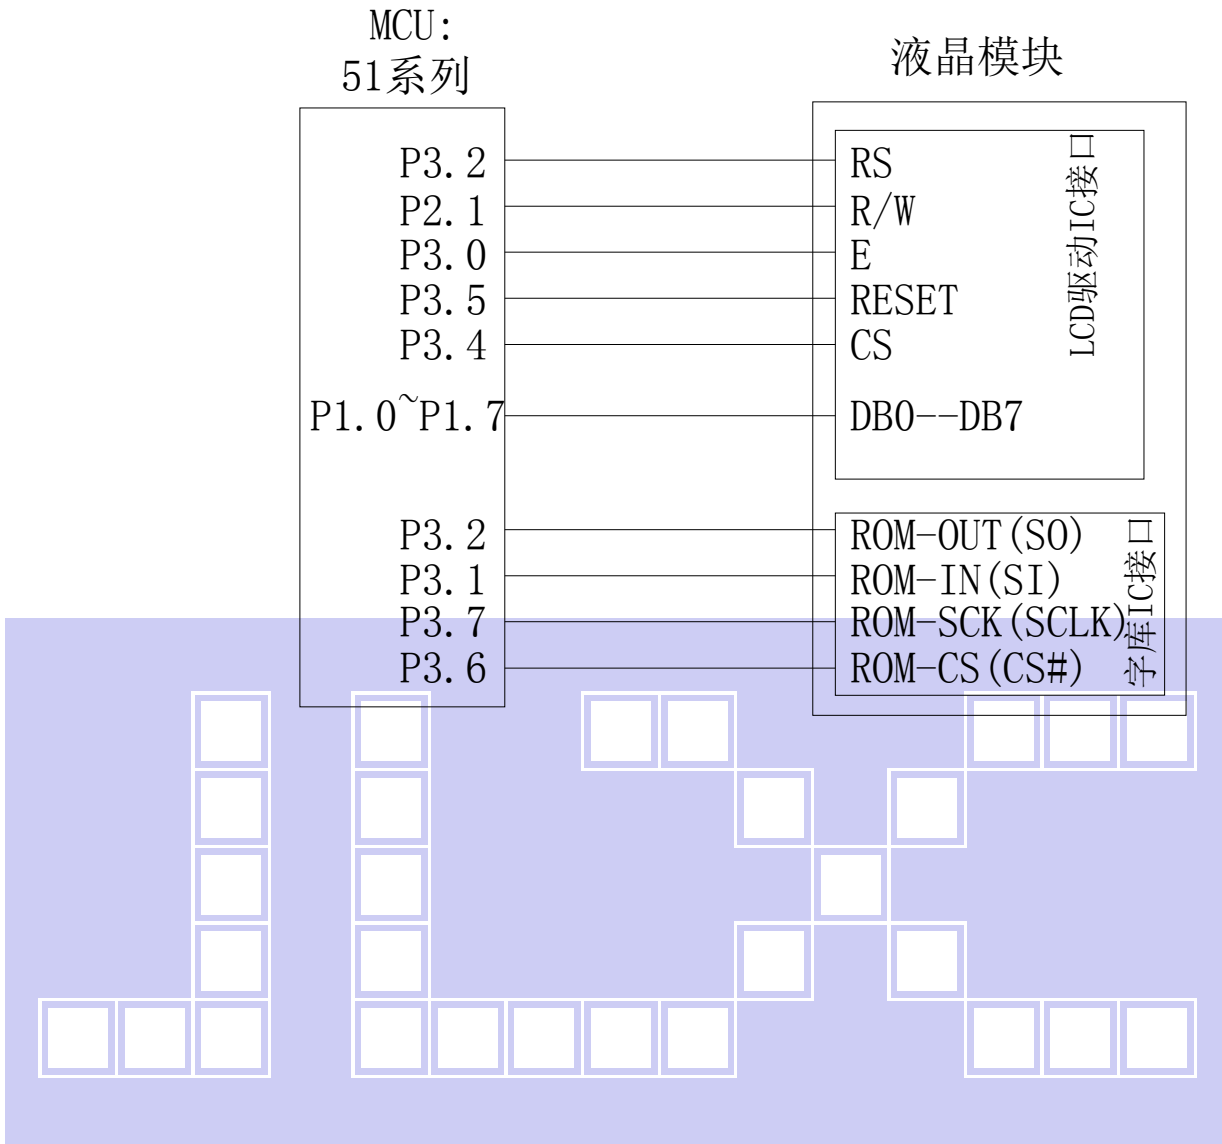 MCU:
51系列
液晶模块
P3.2
RS
P2.1
R/W
P3.0
E
P3.5
RESET
P3.4
CS
P1.0~P1.7
DB0--DB7
LCD驱动IC接口
P3.2
ROM-OUT(SO)
P3.1
ROM-IN(SI)
P3.7
ROM-SCK(SCLK)
P3.6
ROM-CS(CS#)
字库IC接口
JLX